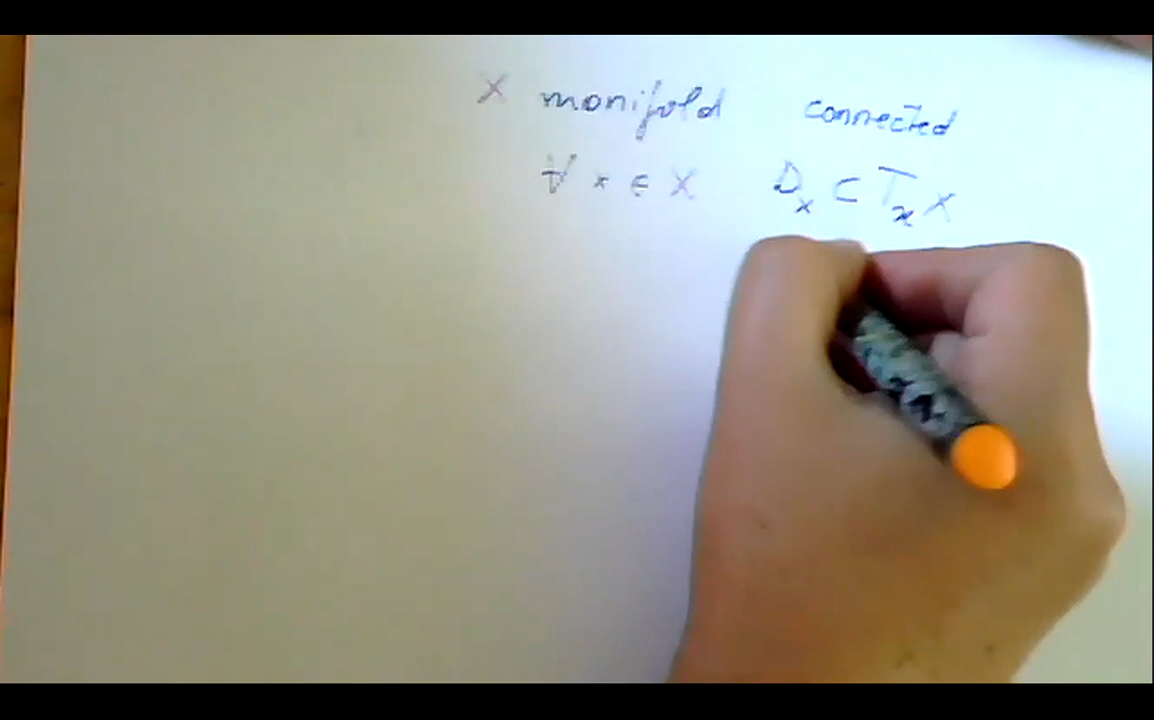 X manifold connected
∀ x ∈ X D_x ⊂ T_x X